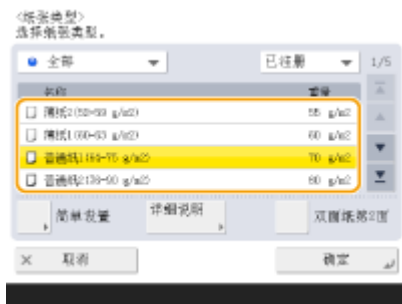 <纸张类型>
选择纸张类型。
全部 已注册 1/5
名称 重量
薄纸2(52-59 g/m2) 55 g/m2
薄纸1(60-63 g/m2) 60 g/m2
普通纸1(64-75 g/m2) 70 g/m2
普通纸2(76-90 g/m2) 80 g/m2
简单设置 详细说明 双面纸第2面
× 取消 确定